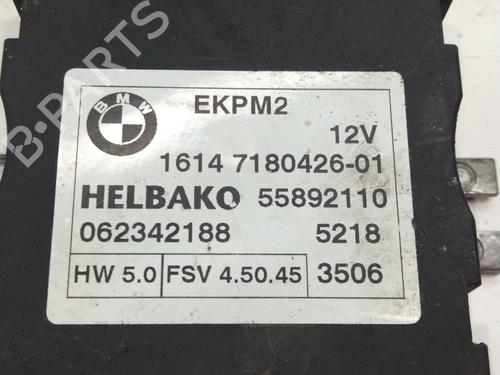 BMW
EKPM2
12V
1614 7180426-01
HELBAKO 55892110
062342188 5218
HW 5.0 FSV 4.50.45 3506
B-PARTS